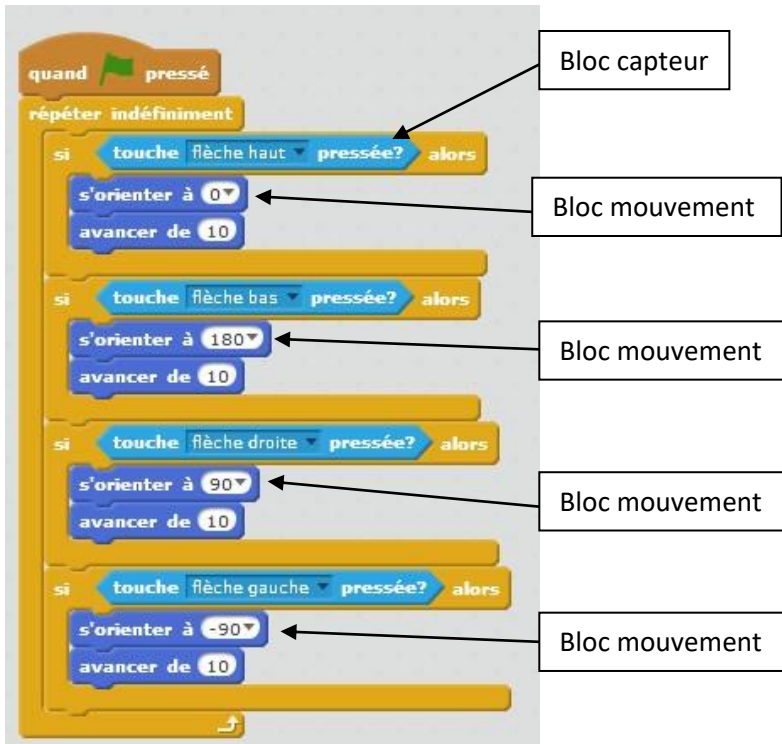 quand pressé
répéter indéfiniment
si touche flèche haut pressée? alors
s'orienter à 0
avancer de 10
si touche flèche bas pressée? alors
s'orienter à 180
avancer de 10
si touche flèche droite pressée? alors
s'orienter à 90
avancer de 10
si touche flèche gauche pressée? alors
s'orienter à -90
avancer de 10
Bloc capteur
Bloc mouvement
Bloc mouvement
Bloc mouvement
Bloc mouvement